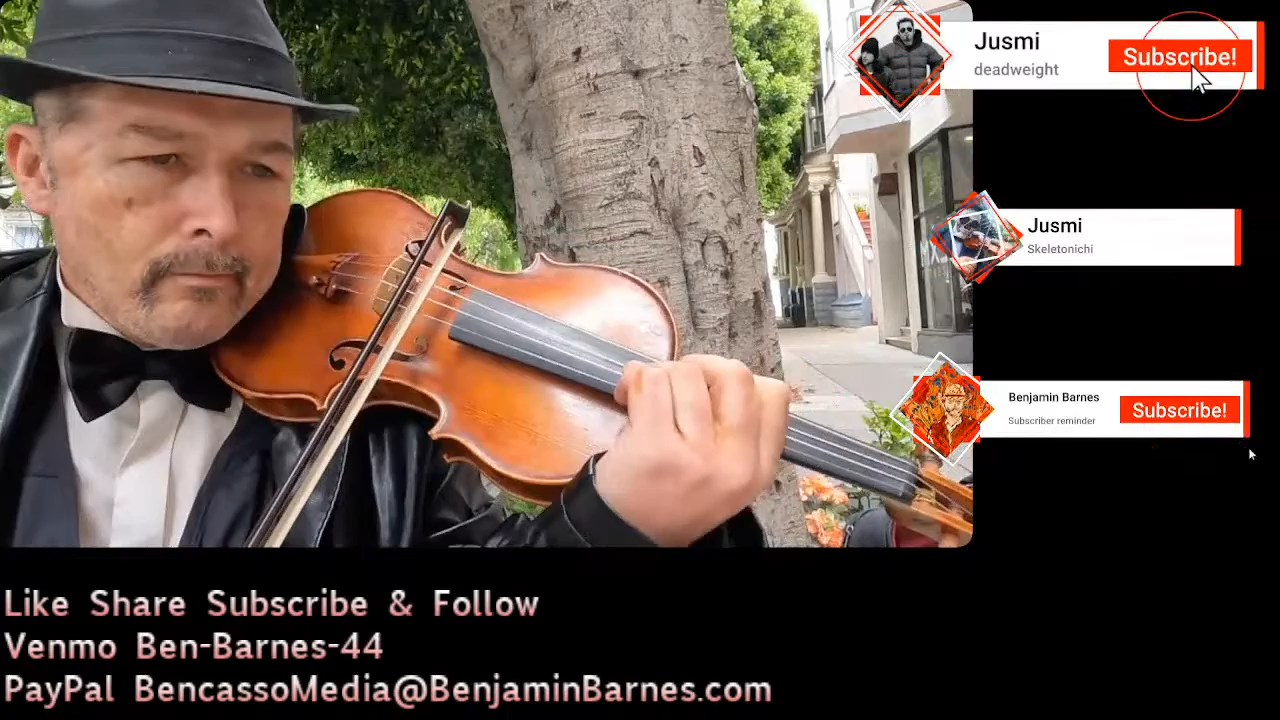 Jusmi
deadweight
Subscribe!
Jusmi
Skeletonichi
Benjamin Barnes
Subscriber reminder
Subscribe!
Like Share Subscribe & Follow
Venmo Ben-Barnes-44
PayPal BencassoMedia@BenjaminBarnes.com